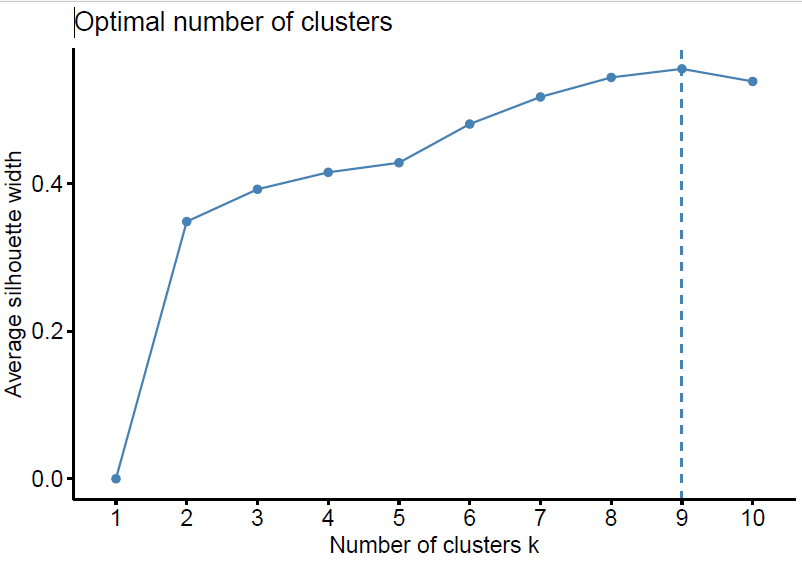 Optimal number of clusters
Average silhouette width
0.4
0.2
0.0
1 2 3 4 5 6 7 8 9 10
Number of clusters k